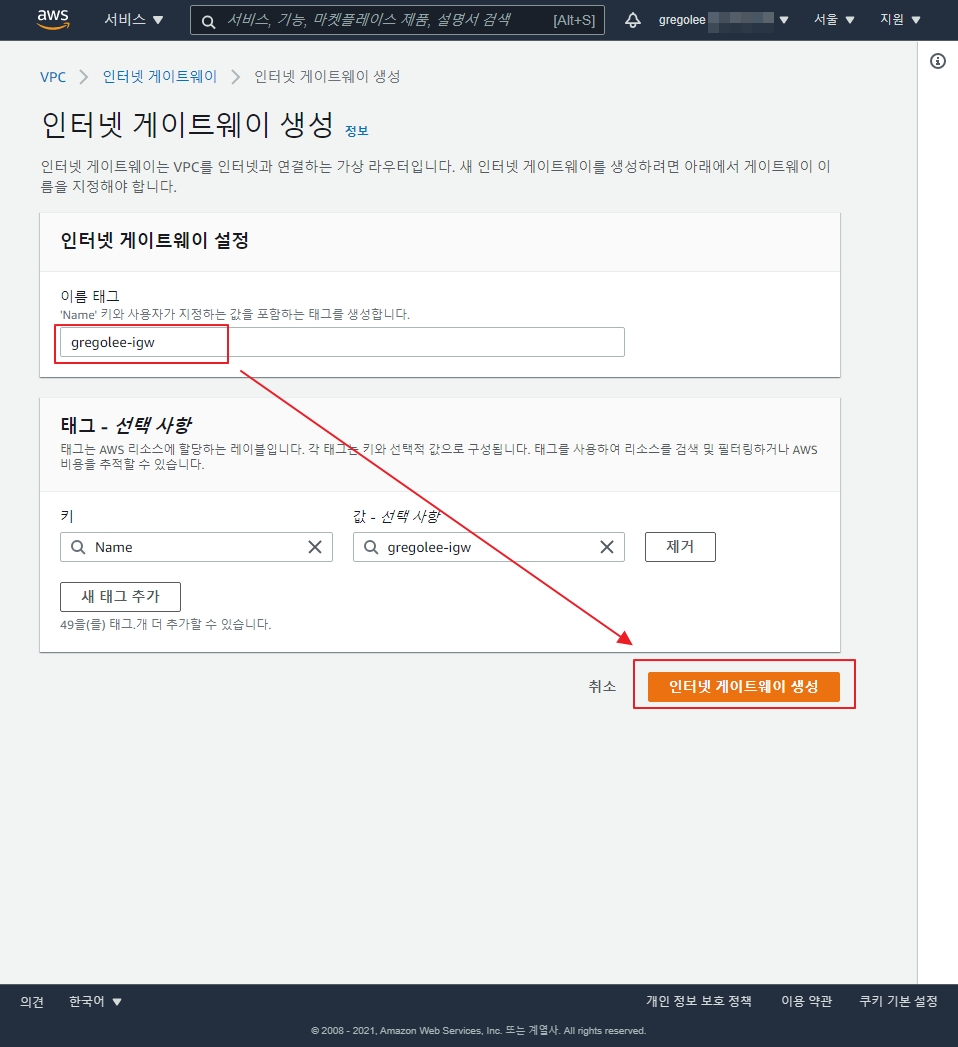 aws
서비스
서비스, 기능, 마켓플레이스 제품, 설명서 검색 [Alt+S]
gregolee
서울
지원
VPC
인터넷 게이트웨이
인터넷 게이트웨이 생성
인터넷 게이트웨이 생성 정보
인터넷 게이트웨이는 VPC를 인터넷과 연결하는 가상 라우터입니다. 새 인터넷 게이트웨이를 생성하려면 아래에서 게이트웨이 이
름을 지정해야 합니다.
인터넷 게이트웨이 설정
이름 태그
'Name' 키와 사용자가 지정하는 값을 포함하는 태그를 생성합니다.
gregolee-igw
태그 - 선택 사항
태그는 AWS 리소스에 할당하는 레이블입니다. 각 태그는 키와 선택적 값으로 구성됩니다. 태그를 사용하여 리소스를 검색 및 필터링하거나 AWS
비용을 추적할 수 있습니다.
키
값 - 선택 사항
Name
gregolee-igw
제거
새 태그 추가
49을(를) 태그.개 더 추가할 수 있습니다.
취소
인터넷 게이트웨이 생성
의견
한국어
개인 정보 보호 정책
이용 약관
쿠키 기본 설정
© 2008 - 2021, Amazon Web Services, Inc. 또는 계열사. All rights reserved.